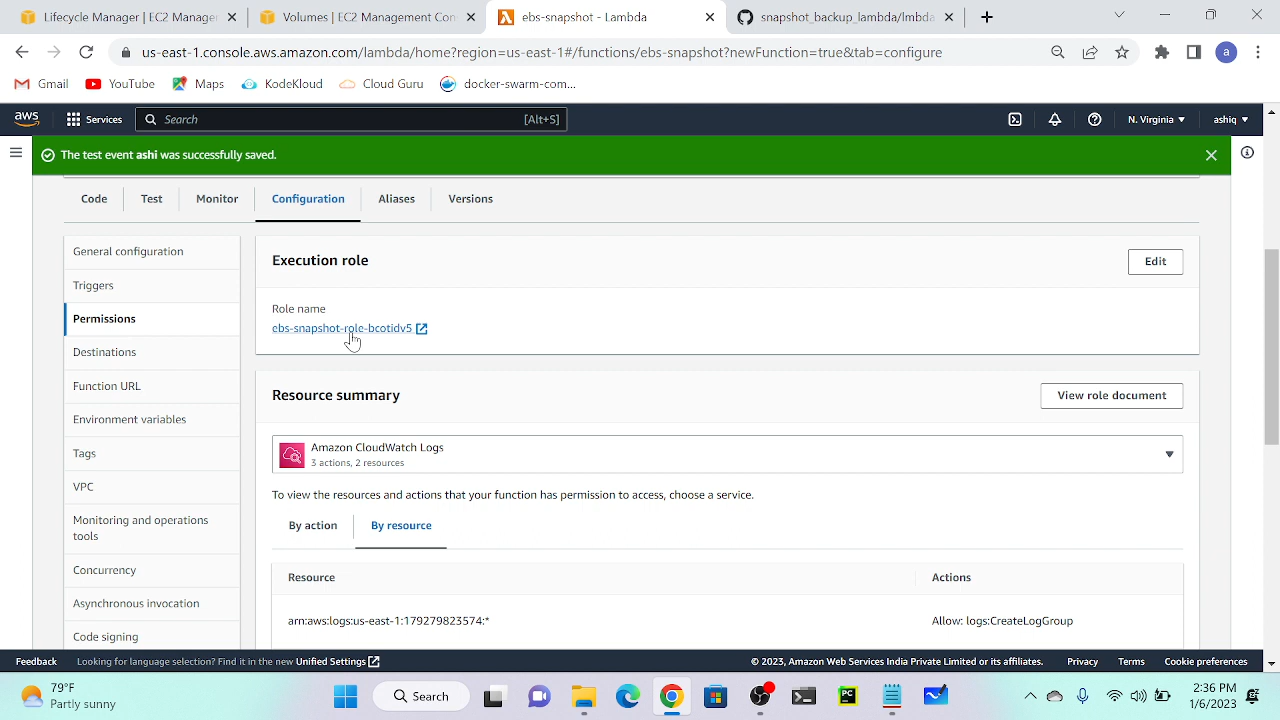 Lifecycle Manager | EC2 Manager
Volumes | EC2 Management Con
ebs-snapshot - Lambda
snapshot_backup_lambda/lmbo
us-east-1.console.aws.amazon.com/lambda/home?region=us-east-1#/functions/ebs-snapshot?newFunction=true&tab=configure
a
Gmail
YouTube
Maps
KodeKloud
Cloud Guru
docker-swarm-com...
aws
Services
Search
[Alt+S]
N. Virginia
ashiq
The test event ashi was successfully saved.
Code
Test
Monitor
Configuration
Aliases
Versions
General configuration
Triggers
Permissions
Destinations
Function URL
Environment variables
Tags
VPC
Monitoring and operations
tools
Concurrency
Asynchronous invocation
Code signing
Execution role
Edit
Role name
ebs-snapshot-role-bcotidv5
Resource summary
View role document
Amazon CloudWatch Logs
3 actions, 2 resources
To view the resources and actions that your function has permission to access, choose a service.
By action
By resource
Resource
Actions
arn:aws:logs:us-east-1:179279823574:*
Allow: logs:CreateLogGroup
Feedback
Looking for language selection? Find it in the new Unified Settings
© 2023, Amazon Web Services India Private Limited or its affiliates.
Privacy
Terms
Cookie preferences
79°F
Partly sunny
Search
PC
2:36 PM
1/6/2023